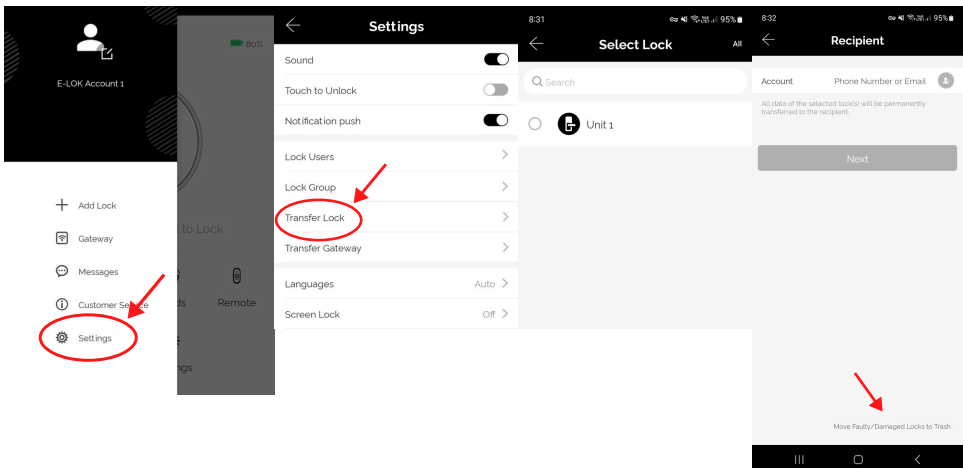 E-LOK Account 1
Add Lock
Gateway
Messages
Customer Service
Settings
80%
to Lock
ds
Remote
ngs
Settings
Sound
Touch to Unlock
Notification push
Lock Users
Lock Group
Transfer Lock
Transfer Gateway
Languages
Auto
Screen Lock
Off
8:31
95%
Select Lock
All
Search
Unit 1
8:32
95%
Recipient
Account
Phone Number or Email
All data of the selected lock(s) will be permanently
transferred to the recipient.
Next
Move Faulty/Damaged Locks to Trash